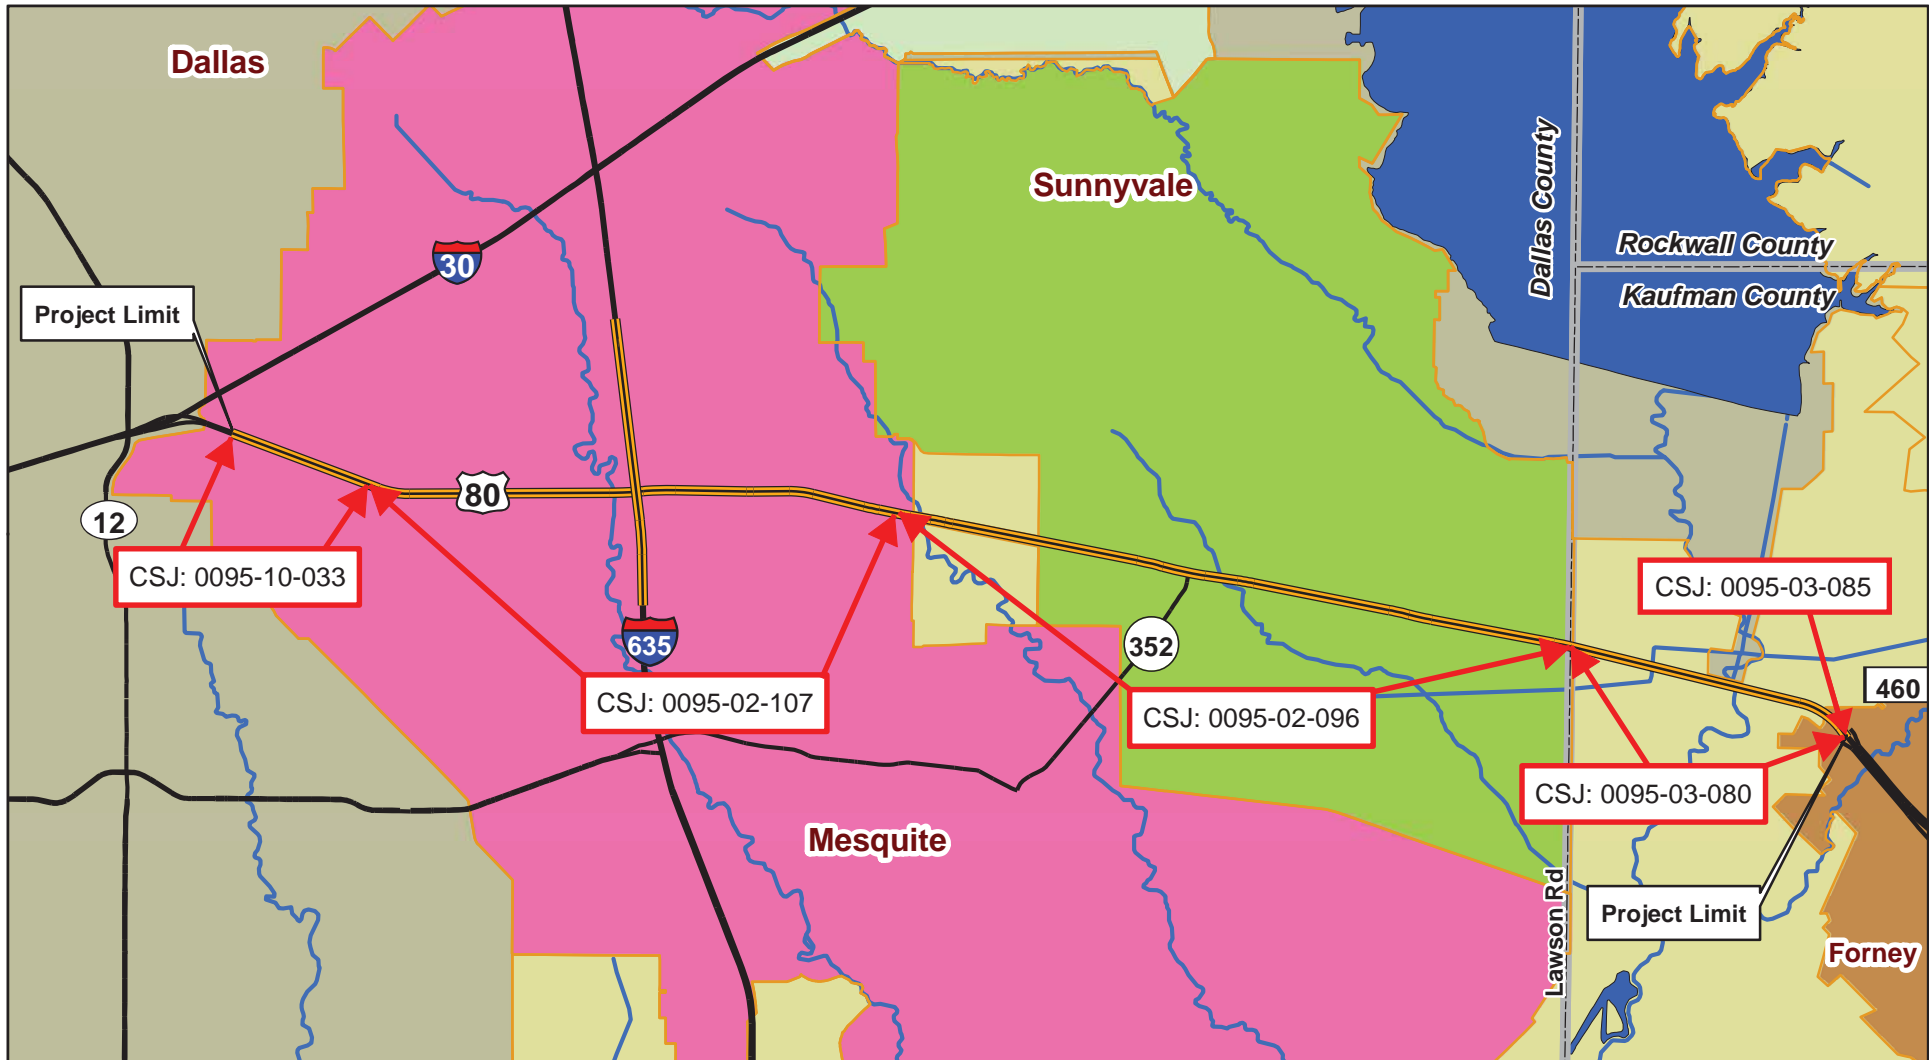 Dallas
Sunnyvale
Dallas County
Rockwall County
Kaufman County
30
Project Limit
80
12
CSJ: 0095-10-033
CSJ: 0095-03-085
635
352
CSJ: 0095-02-107
CSJ: 0095-02-096
460
CSJ: 0095-03-080
Mesquite
Lawson Rd
Project Limit
Forney